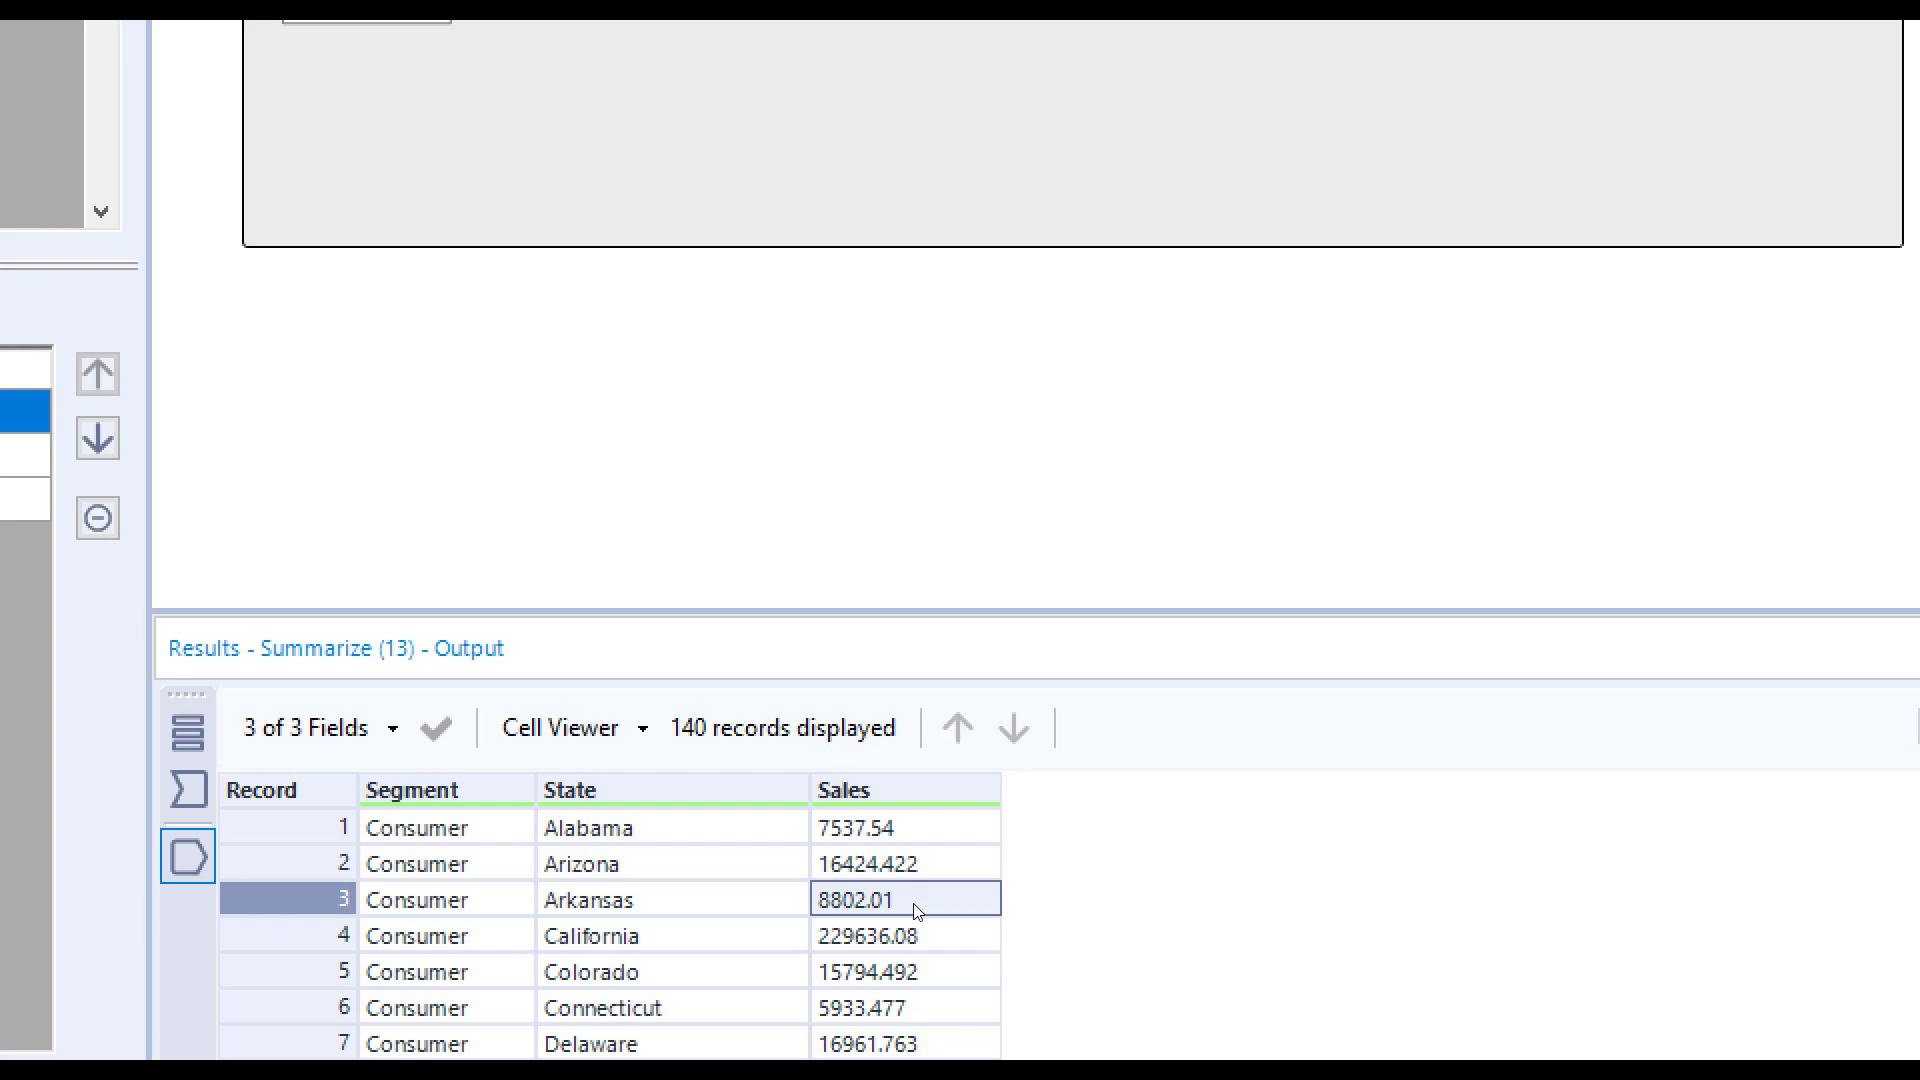 Results - Summarize (13) - Output
3 of 3 Fields Cell Viewer 140 records displayed
Record Segment State Sales
1 Consumer Alabama 7537.54
2 Consumer Arizona 16424.422
3 Consumer Arkansas 8802.01
4 Consumer California 229636.08
5 Consumer Colorado 15794.492
6 Consumer Connecticut 5933.477
7 Consumer Delaware 16961.763